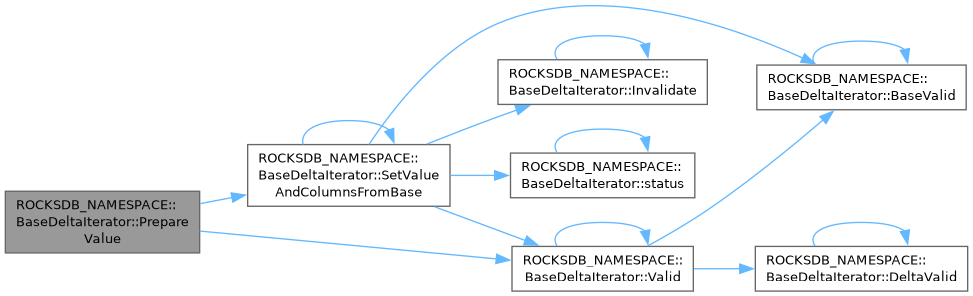 ROCKSDB_NAMESPACE::
BaseDeltaIterator::Prepare
Value
ROCKSDB_NAMESPACE::
BaseDeltaIterator::SetValue
AndColumnsFromBase
ROCKSDB_NAMESPACE::
BaseDeltaIterator::Invalidate
ROCKSDB_NAMESPACE::
BaseDeltaIterator::status
ROCKSDB_NAMESPACE::
BaseDeltaIterator::Valid
ROCKSDB_NAMESPACE::
BaseDeltaIterator::BaseValid
ROCKSDB_NAMESPACE::
BaseDeltaIterator::DeltaValid